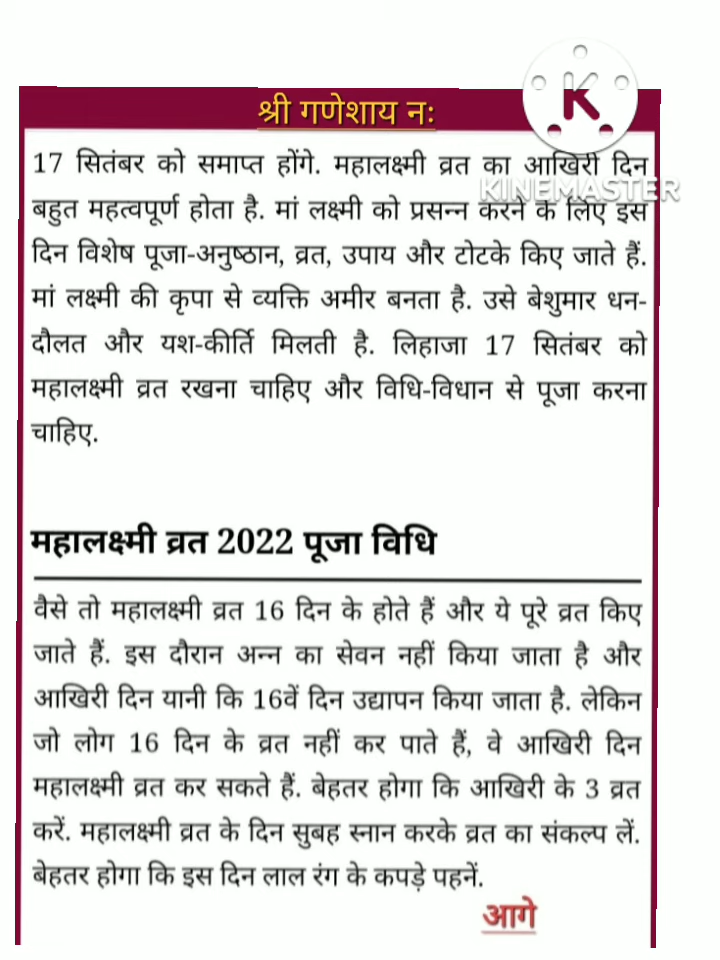 श्री गणेशाय नः
K
KINEMASTER
17 सितंबर को समाप्त होंगे. महालक्ष्मी व्रत का आखिरी दिन
बहुत महत्वपूर्ण होता है. मां लक्ष्मी को प्रसन्न करने के लिए इस
दिन विशेष पूजा-अनुष्ठान, व्रत, उपाय और टोटके किए जाते हैं.
मां लक्ष्मी की कृपा से व्यक्ति अमीर बनता है. उसे बेशुमार धन-
दौलत और यश-कीर्ति मिलती है. लिहाजा 17 सितंबर को
महालक्ष्मी व्रत रखना चाहिए और विधि-विधान से पूजा करना
चाहिए.
महालक्ष्मी व्रत 2022 पूजा विधि
वैसे तो महालक्ष्मी व्रत 16 दिन के होते हैं और ये पूरे व्रत किए
जाते हैं. इस दौरान अन्न का सेवन नहीं किया जाता है और
आखिरी दिन यानी कि 16वें दिन उद्यापन किया जाता है. लेकिन
जो लोग 16 दिन के व्रत नहीं कर पाते हैं, वे आखिरी दिन
महालक्ष्मी व्रत कर सकते हैं. बेहतर होगा कि आखिरी के 3 व्रत
करें. महालक्ष्मी व्रत के दिन सुबह स्नान करके व्रत का संकल्प लें.
बेहतर होगा कि इस दिन लाल रंग के कपड़े पहनें.
आगे